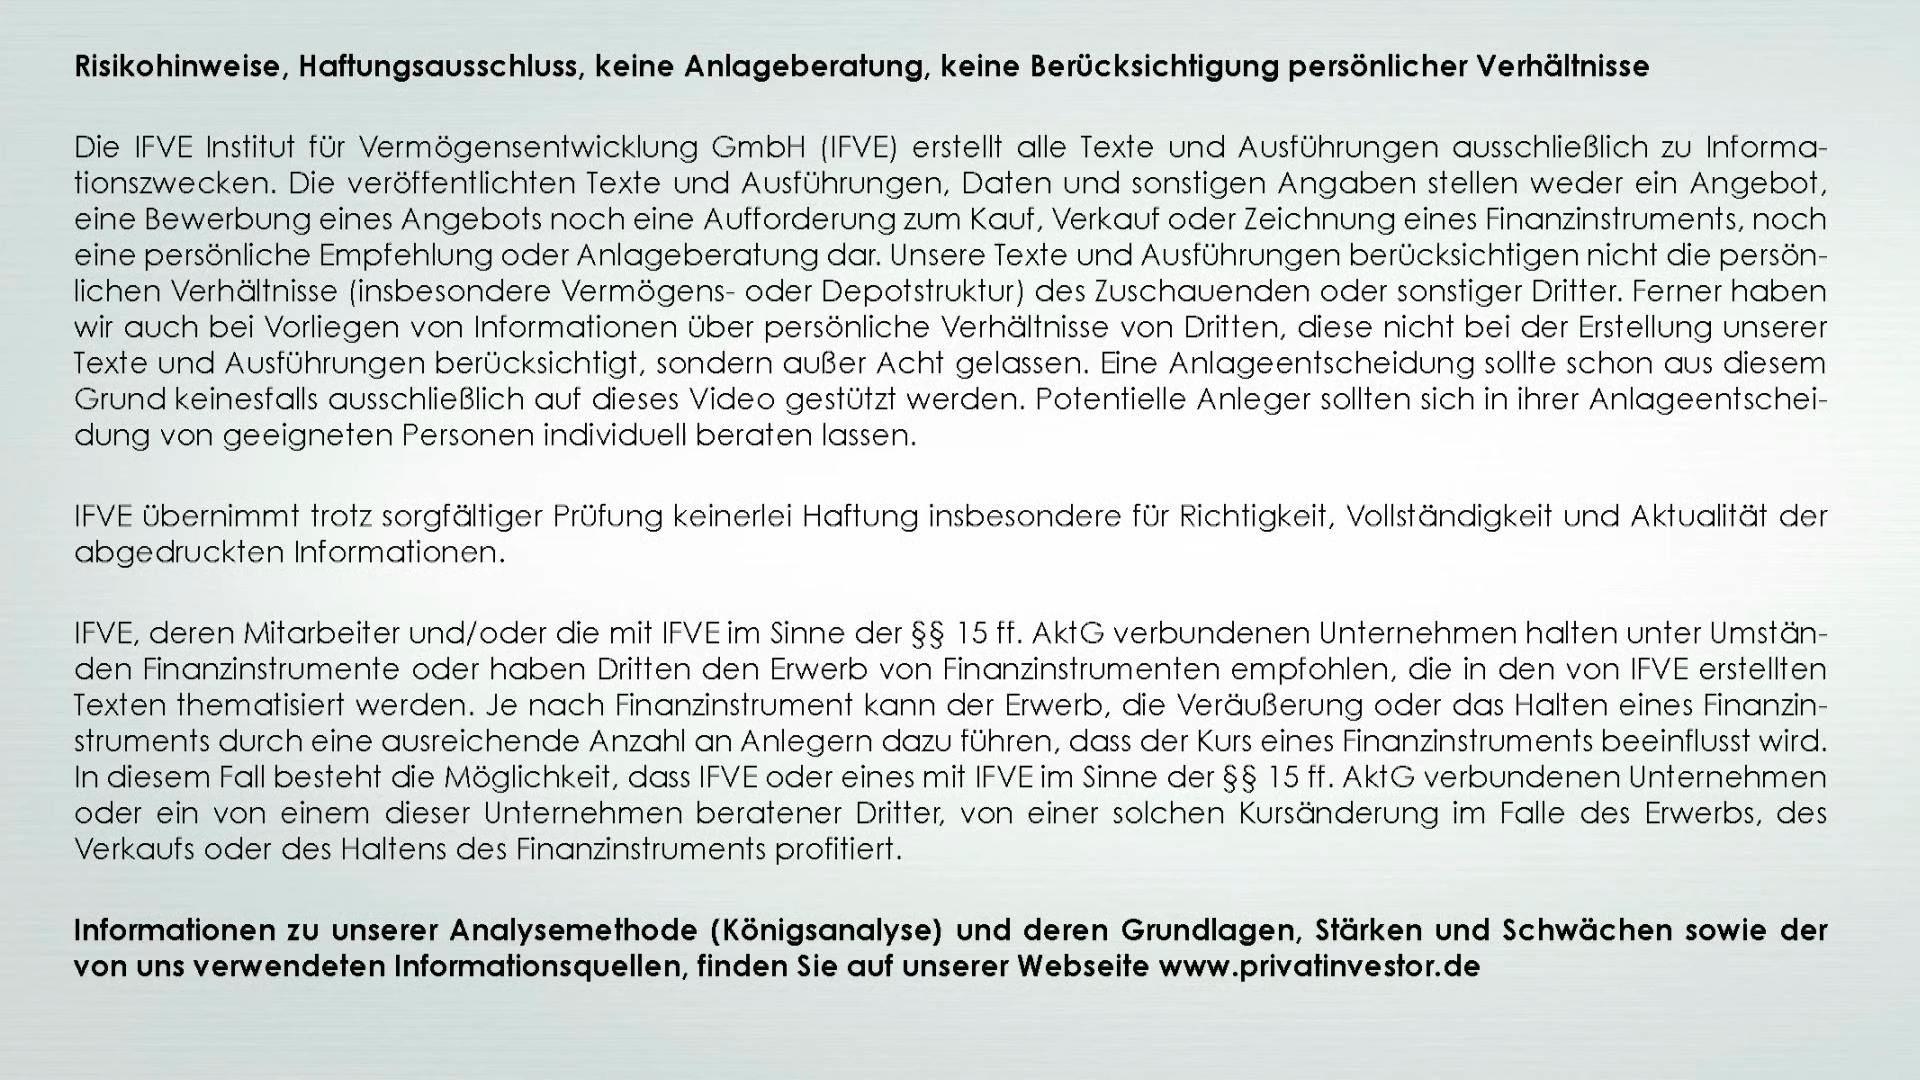 Risikohinweise, Haftungsausschluss, keine Anlageberatung, keine Berücksichtigung persönlicher Verhältnisse
Die IFVE Institut für Vermögensentwicklung GmbH (IFVE) erstellt alle Texte und Ausführungen ausschließlich zu Informa-
tionszwecken. Die veröffentlichten Texte und Ausführungen, Daten und sonstigen Angaben stellen weder ein Angebot,
eine Bewerbung eines Angebots noch eine Aufforderung zum Kauf, Verkauf oder Zeichnung eines Finanzinstruments, noch
eine persönliche Empfehlung oder Anlageberatung dar. Unsere Texte und Ausführungen berücksichtigen nicht die persön-
lichen Verhältnisse (insbesondere Vermögens- oder Depotstruktur) des Zuschauenden oder sonstiger Dritter. Ferner haben
wir auch bei Vorliegen von Informationen über persönliche Verhältnisse von Dritten, diese nicht bei der Erstellung unserer
Texte und Ausführungen berücksichtigt, sondern außer Acht gelassen. Eine Anlageentscheidung sollte schon aus diesem
Grund keinesfalls ausschließlich auf dieses Video gestützt werden. Potentielle Anleger sollten sich in ihrer Anlageentschei-
dung von geeigneten Personen individuell beraten lassen.
IFVE übernimmt trotz sorgfältiger Prüfung keinerlei Haftung insbesondere für Richtigkeit, Vollständigkeit und Aktualität der
abgedruckten Informationen.
IFVE, deren Mitarbeiter und/oder die mit IFVE im Sinne der §§ 15 ff. AktG verbundenen Unternehmen halten unter Umstän-
den Finanzinstrumente oder haben Dritten den Erwerb von Finanzinstrumenten empfohlen, die in den von IFVE erstellten
Texten thematisiert werden. Je nach Finanzinstrument kann der Erwerb, die Veräußerung oder das Halten eines Finanzin-
struments durch eine ausreichende Anzahl an Anlegern dazu führen, dass der Kurs eines Finanzinstruments beeinflusst wird.
In diesem Fall besteht die Möglichkeit, dass IFVE oder eines mit IFVE im Sinne der §§ 15 ff. AktG verbundenen Unternehmen
oder ein von einem dieser Unternehmen beratener Dritter, von einer solchen Kursänderung im Falle des Erwerbs, des
Verkaufs oder des Haltens des Finanzinstruments profitiert.
Informationen zu unserer Analysemethode (Königsanalyse) und deren Grundlagen, Stärken und Schwächen sowie der
von uns verwendeten Informationsquellen, finden Sie auf unserer Webseite www.privatinvestor.de